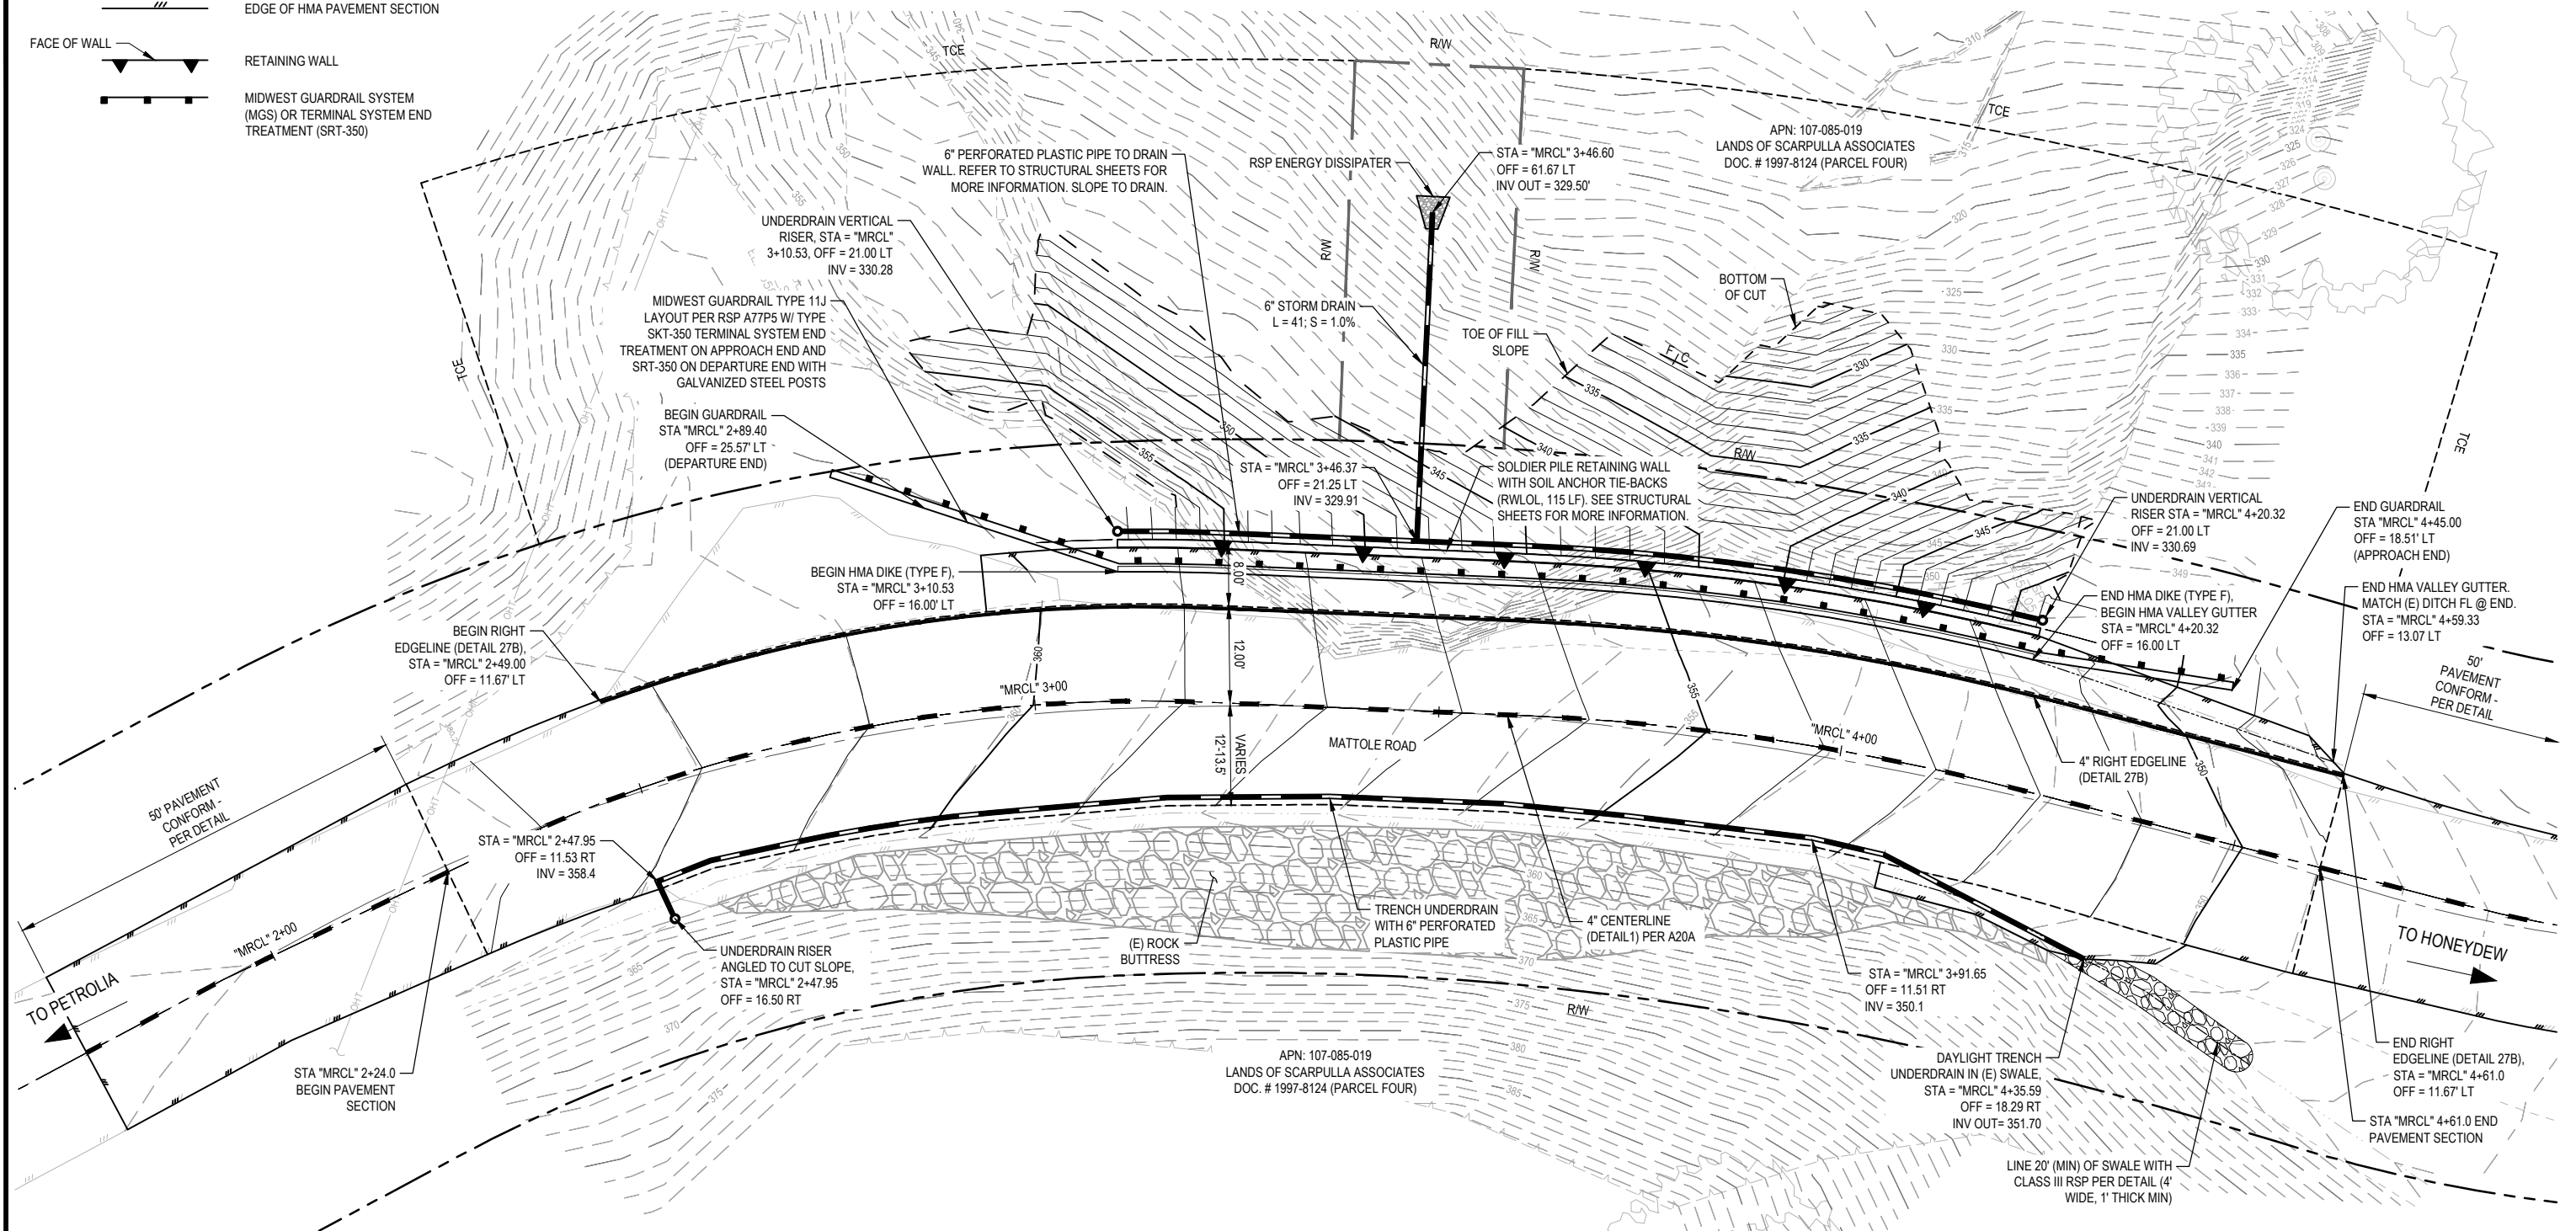 EDGE OF HMA PAVEMENT SECTION
FACE OF WALL
RETAINING WALL
MIDWEST GUARDRAIL SYSTEM
(MGS) OR TERMINAL SYSTEM END
TREATMENT (SRT-350)
TCE
R/W
TCE
APN: 107-085-019
LANDS OF SCARPULLA ASSOCIATES
DOC. # 1997-8124 (PARCEL FOUR)
6" PERFORATED PLASTIC PIPE TO DRAIN
WALL. REFER TO STRUCTURAL SHEETS FOR
MORE INFORMATION. SLOPE TO DRAIN.
RSP ENERGY DISSIPATER
STA = "MRCL" 3+46.60
OFF = 61.67 LT
INV OUT = 329.50'
UNDERDRAIN VERTICAL
RISER, STA = "MRCL"
3+10.53, OFF = 21.00 LT
INV = 330.28
R/W
R/W
BOTTOM
OF CUT
MIDWEST GUARDRAIL TYPE 11J
LAYOUT PER RSP A77P5 W/ TYPE
SKT-350 TERMINAL SYSTEM END
TREATMENT ON APPROACH END AND
SRT-350 ON DEPARTURE END WITH
GALVANIZED STEEL POSTS
6" STORM DRAIN
L = 41; S = 1.0%
TOE OF FILL
SLOPE
F/C
TCE
TCE
BEGIN GUARDRAIL
STA "MRCL" 2+89.40
OFF = 25.57' LT
(DEPARTURE END)
STA = "MRCL" 3+46.37
OFF = 21.25 LT
INV = 329.91
SOLDIER PILE RETAINING WALL
WITH SOIL ANCHOR TIE-BACKS
(RWLOL, 115 LF). SEE STRUCTURAL
SHEETS FOR MORE INFORMATION.
R/W
UNDERDRAIN VERTICAL
RISER STA = "MRCL" 4+20.32
OFF = 21.00 LT
INV = 330.69
END GUARDRAIL
STA "MRCL" 4+45.00
OFF = 18.51' LT
(APPROACH END)
BEGIN HMA DIKE (TYPE F),
STA = "MRCL" 3+10.53
OFF = 16.00' LT
8.00'
END HMA DIKE (TYPE F),
BEGIN HMA VALLEY GUTTER
STA = "MRCL" 4+20.32
OFF = 16.00 LT
END HMA VALLEY GUTTER.
MATCH (E) DITCH FL @ END.
STA = "MRCL" 4+59.33
OFF = 13.07 LT
BEGIN RIGHT
EDGELINE (DETAIL 27B),
STA = "MRCL" 2+49.00
OFF = 11.67' LT
12.00'
50'
PAVEMENT
CONFORM -
PER DETAIL
"MRCL" 3+00
VARIES
12'-13.5'
MATTOLE ROAD
"MRCL" 4+00
4" RIGHT EDGELINE
(DETAIL 27B)
50' PAVEMENT
CONFORM -
PER DETAIL
STA = "MRCL" 2+47.95
OFF = 11.53 RT
INV = 358.4
"MRCL" 2+00
TO PETROLIA
UNDERDRAIN RISER
ANGLED TO CUT SLOPE,
STA = "MRCL" 2+47.95
OFF = 16.50 RT
(E) ROCK
BUTTRESS
TRENCH UNDERDRAIN
WITH 6" PERFORATED
PLASTIC PIPE
4" CENTERLINE
(DETAIL1) PER A20A
TO HONEYDEW
STA = "MRCL" 3+91.65
OFF = 11.51 RT
INV = 350.1
R/W
STA "MRCL" 2+24.0
BEGIN PAVEMENT
SECTION
APN: 107-085-019
LANDS OF SCARPULLA ASSOCIATES
DOC. # 1997-8124 (PARCEL FOUR)
DAYLIGHT TRENCH
UNDERDRAIN IN (E) SWALE,
STA = "MRCL" 4+35.59
OFF = 18.29 RT
INV OUT= 351.70
END RIGHT
EDGELINE (DETAIL 27B),
STA = "MRCL" 4+61.0
OFF = 11.67' LT
STA "MRCL" 4+61.0 END
PAVEMENT SECTION
LINE 20' (MIN) OF SWALE WITH
CLASS III RSP PER DETAIL (4'
WIDE, 1' THICK MIN)